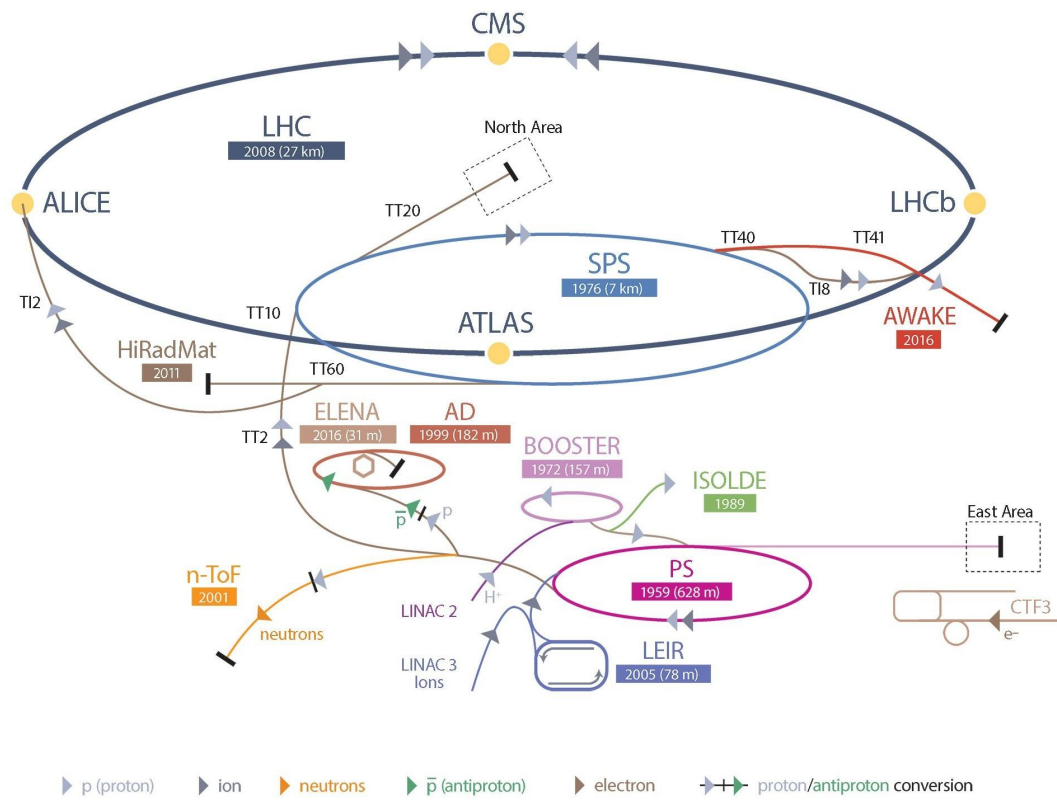 CMS
LHC
2008 (27 km)
North Area
ALICE
TT20
LHCb
TT40
TT41
SPS
1976 (7 km)
TI2
TT10
TI8
ATLAS
AWAKE
2016
HiRadMat
2011
TT60
ELENA
2016 (31 m)
AD
1999 (182 m)
TT2
BOOSTER
1972 (157 m)
ISOLDE
1989
p̅
p
East Area
n-ToF
2001
PS
1959 (628 m)
LINAC 2
H⁺
neutrons
CTF3
e⁻
LINAC 3
Ions
LEIR
2005 (78 m)
p (proton)
ion
neutrons
p̅ (antiproton)
electron
proton/antiproton conversion